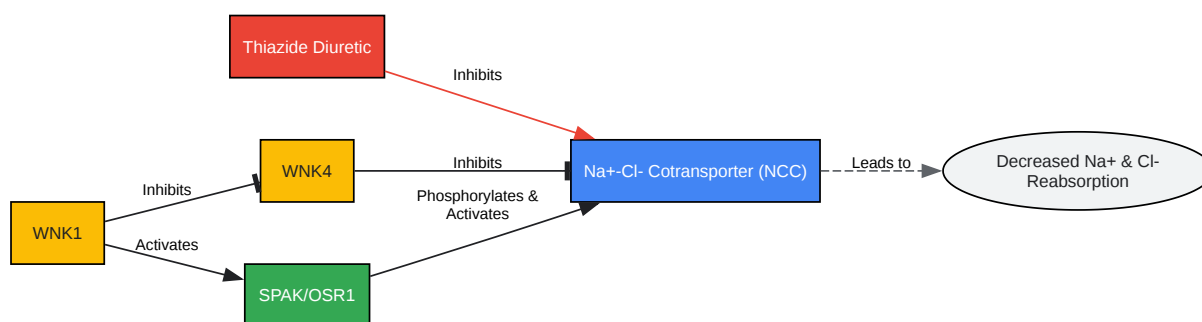 Thiazide Diuretic
Inhibits
WNK4
Inhibits
Na+-Cl- Cotransporter (NCC)
Leads to
Decreased Na+ & Cl-
Reabsorption
Inhibits
Phosphorylates &
Activates
WNK1
Activates
SPAK/OSR1